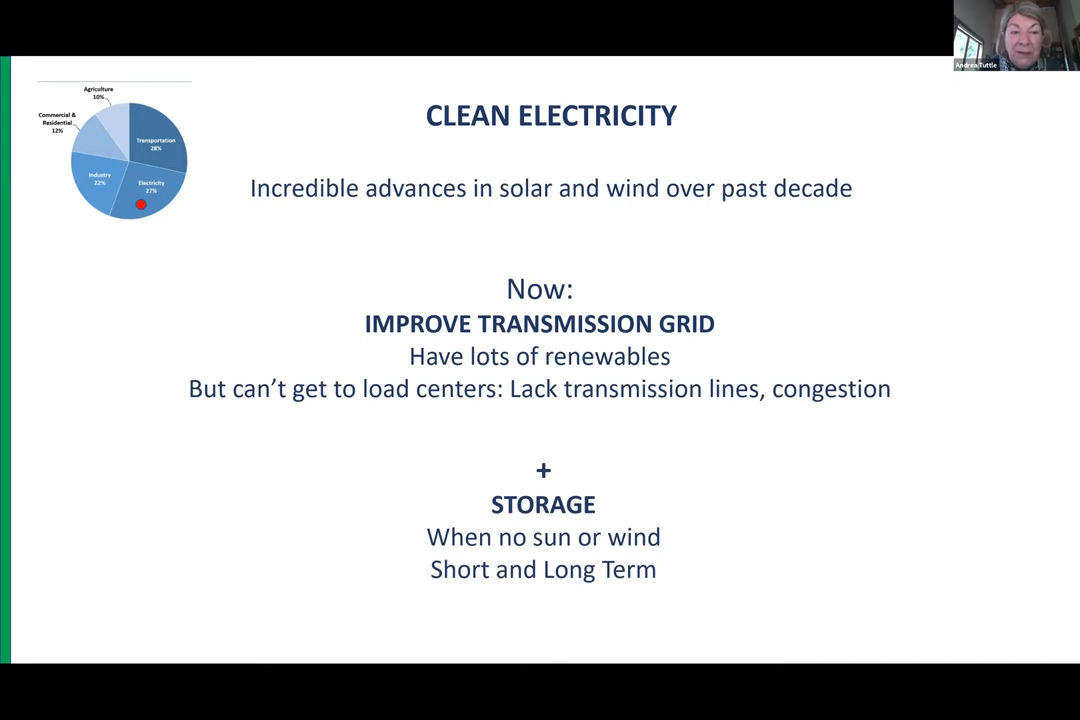 Agriculture
10%
Commercial &
Residential
12%
Transportation
28%
Industry
22%
Electricity
27%
Andrea Tuttle
CLEAN ELECTRICITY
Incredible advances in solar and wind over past decade
Now:
IMPROVE TRANSMISSION GRID
Have lots of renewables
But can’t get to load centers: Lack transmission lines, congestion
+
STORAGE
When no sun or wind
Short and Long Term